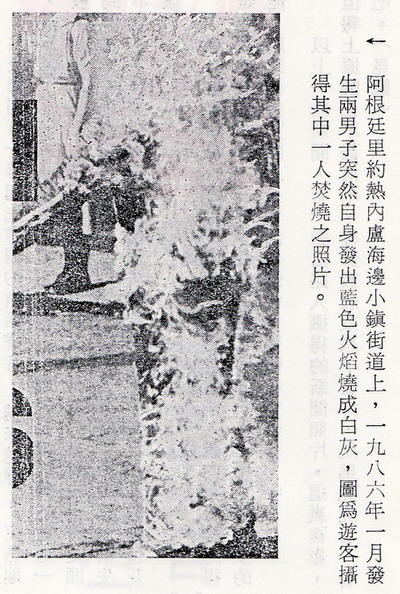 ←阿根廷里約熱內盧海邊小鎮街道上，一九八六年一月發
生兩男子突然自身發出藍色火焰燒成白灰，圖爲遊客攝
得其中一人焚燒之照片。